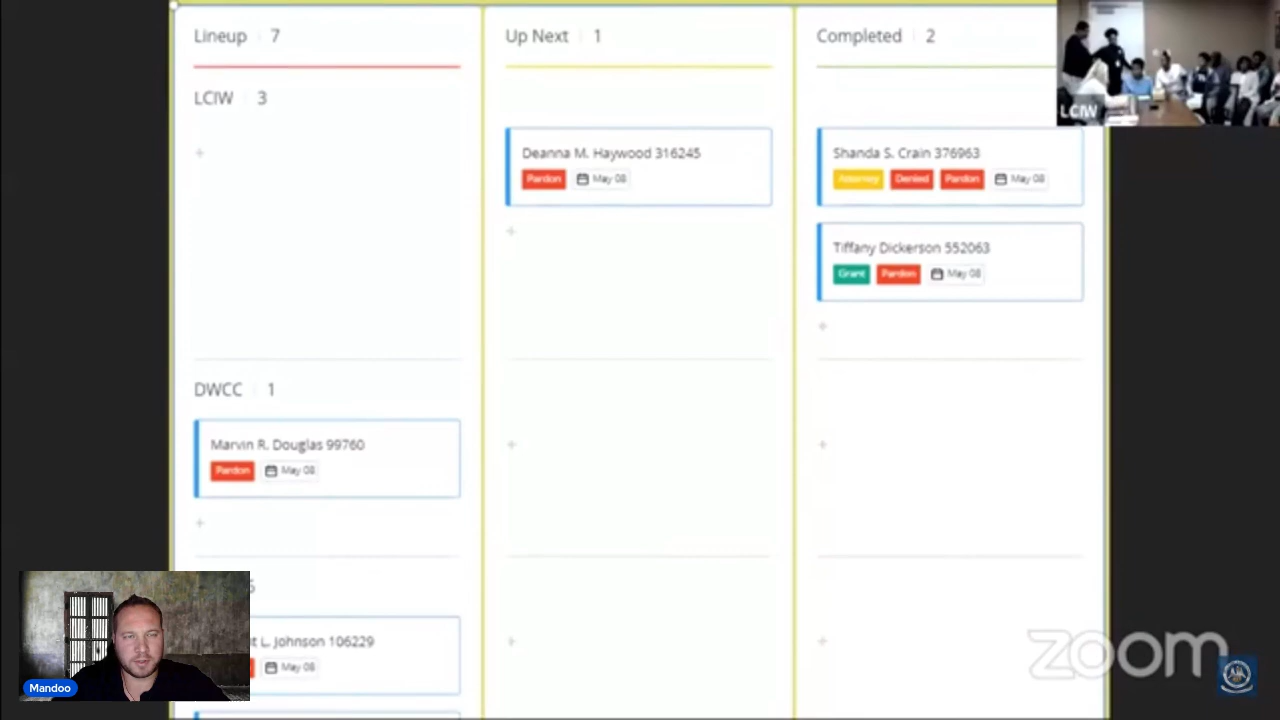 Lineup 7
Up Next 1
Completed 2
LCIW 3
LCIW
Deanna M. Haywood 316245
Pardon May 08
Shanda S. Crain 376963
Attorney Denied Pardon May 08
Tiffany Dickerson 552063
Grant Pardon May 08
DWCC 1
Marvin R. Douglas 99760
Pardon May 08
L. Johnson 106229
May 08
Mandoo
zoom